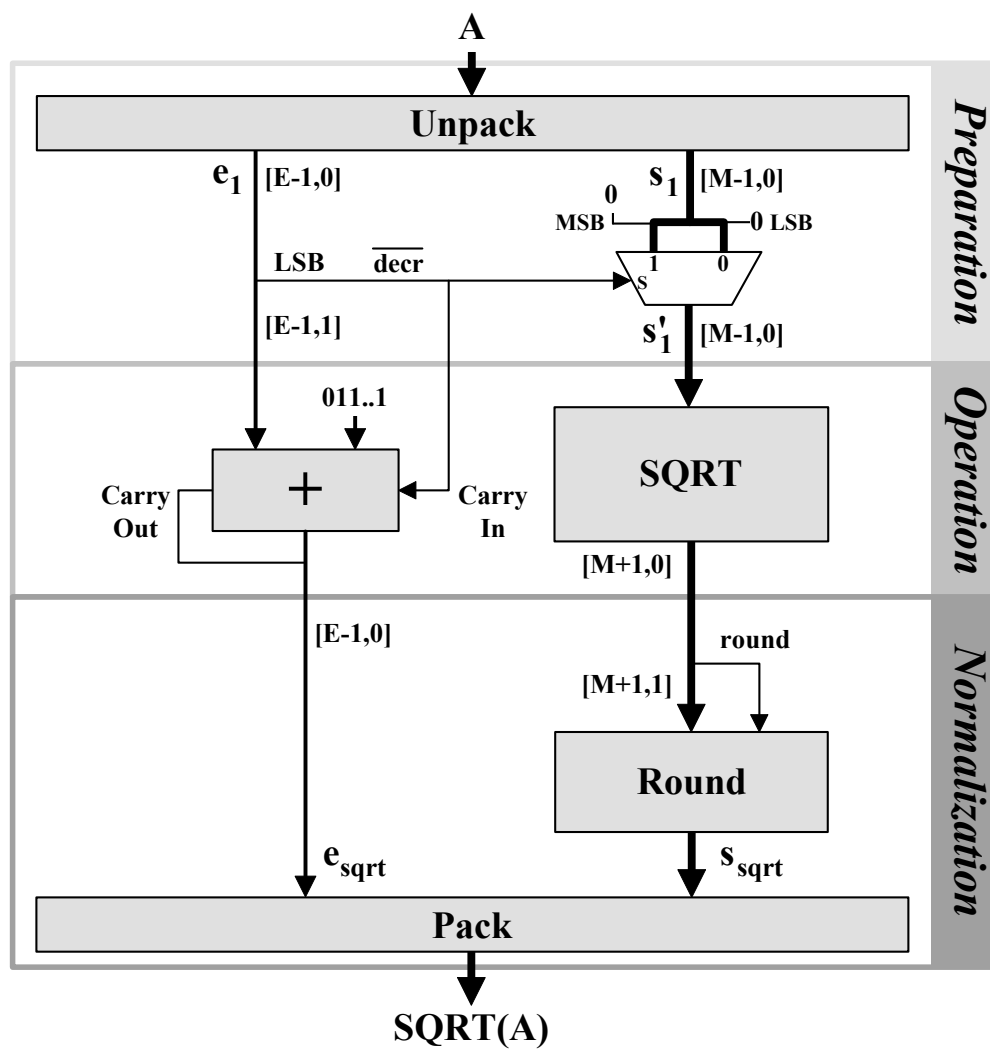 A
Unpack
e1 [E-1,0]
s1 [M-1,0]
0
MSB
0 LSB
1 0
S
LSB decr
[E-1,1]
s'1 [M-1,0]
Preparation
011..1
+
Carry
Out
Carry
In
SQRT
[M+1,0]
Operation
[E-1,0]
round
[M+1,1]
Round
esqrt
ssqrt
Normalization
Pack
SQRT(A)